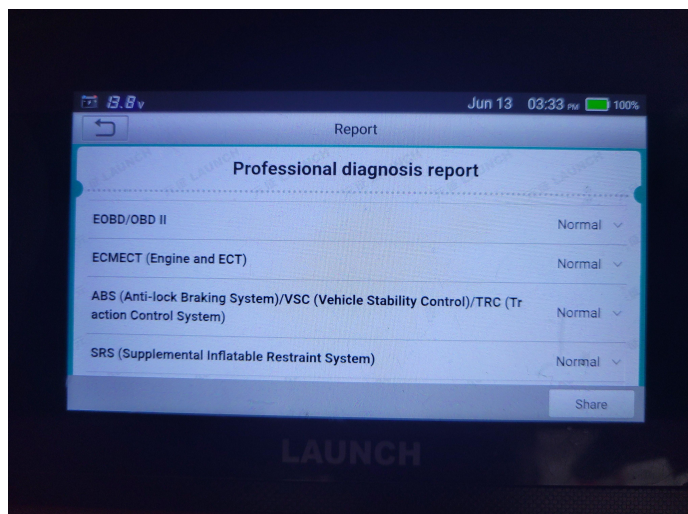 13.8v Jun 13 03:33 PM 100%
Report
Professional diagnosis report
EOBD/OBD II Normal
ECMECT (Engine and ECT) Normal
ABS (Anti-lock Braking System)/VSC (Vehicle Stability Control)/TRC (Tr
action Control System) Normal
SRS (Supplemental Inflatable Restraint System) Normal
Share
LAUNCH